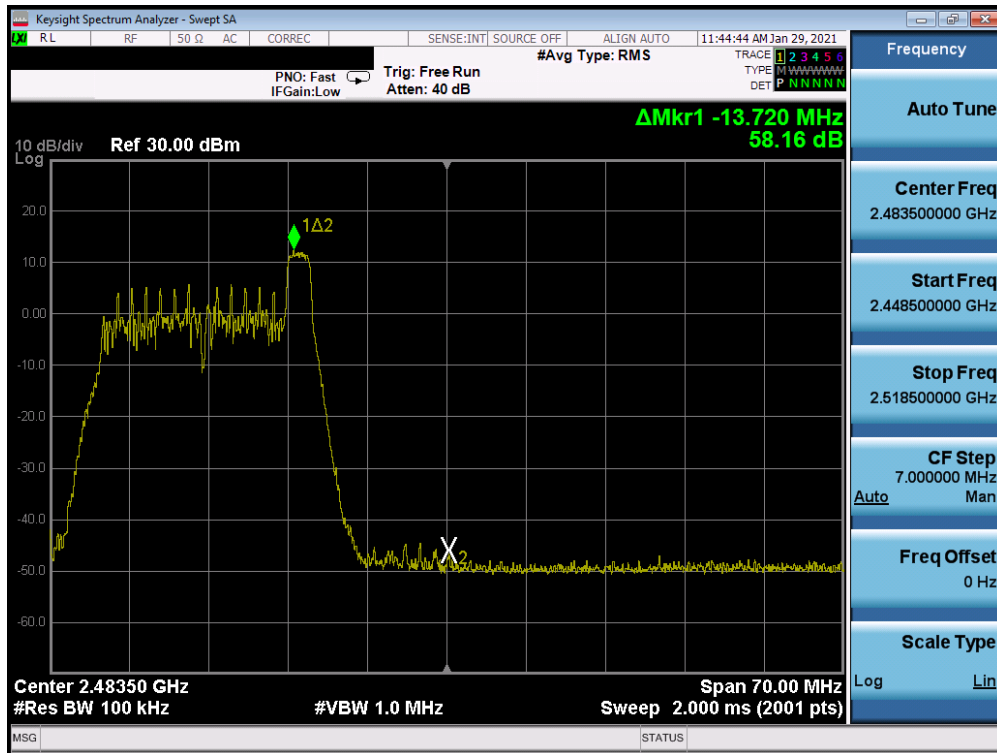 Keysight Spectrum Analyzer - Swept SA
LXI RL RF 50 Ω AC CORREC SENSE:INT SOURCE OFF ALIGN AUTO 11:44:44 AM Jan 29, 2021
#Avg Type: RMS
TRACE 1 2 3 4 5 6
PNO: Fast Trig: Free Run
TYPE M W W W W W
IFGain:Low Atten: 40 dB
DET P N N N N N
ΔMkr1 -13.720 MHz
58.16 dB
10 dB/div Ref 30.00 dBm
Log
20.0
10.0
0.00
-10.0
-20.0
-30.0
-40.0
-50.0
-60.0
1Δ2
X2
Center 2.48350 GHz
Span 70.00 MHz
#Res BW 100 kHz
#VBW 1.0 MHz
Sweep 2.000 ms (2001 pts)
MSG
STATUS
Frequency
Auto Tune
Center Freq
2.483500000 GHz
Start Freq
2.448500000 GHz
Stop Freq
2.518500000 GHz
CF Step
7.000000 MHz
Auto Man
Freq Offset
0 Hz
Scale Type
Log Lin